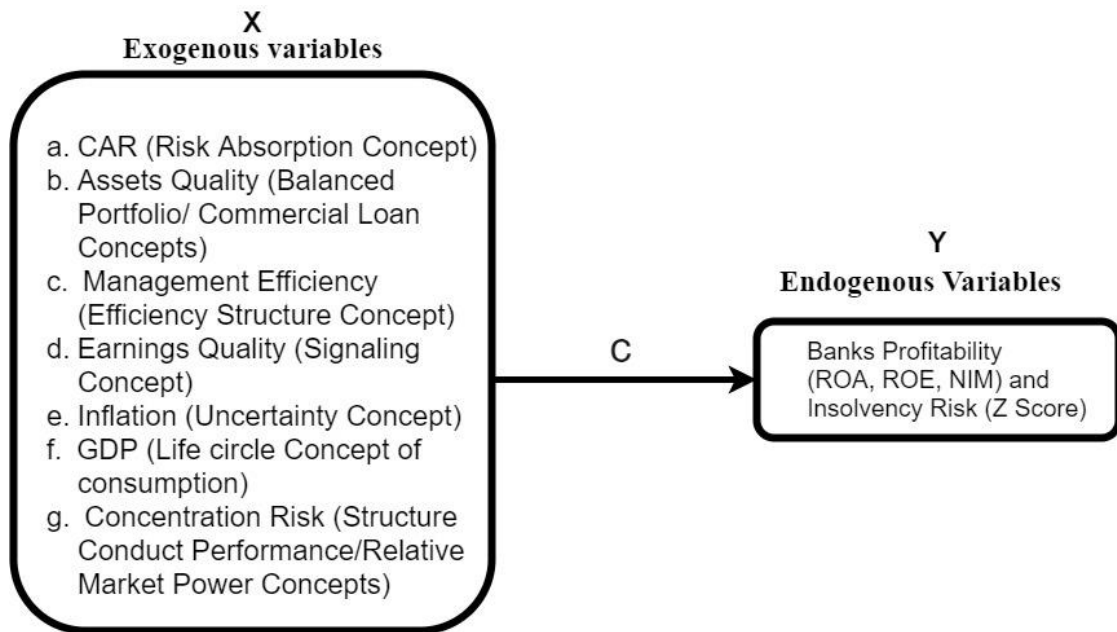 X
Exogenous variables
a. CAR (Risk Absorption Concept)
b. Assets Quality (Balanced
Portfolio/ Commercial Loan
Concepts)
c. Management Efficiency
(Efficiency Structure Concept)
d. Earnings Quality (Signaling
Concept)
e. Inflation (Uncertainty Concept)
f. GDP (Life circle Concept of
consumption)
g. Concentration Risk (Structure
Conduct Performance/Relative
Market Power Concepts)
C
Y
Endogenous Variables
Banks Profitability
(ROA, ROE, NIM) and
Insolvency Risk (Z Score)